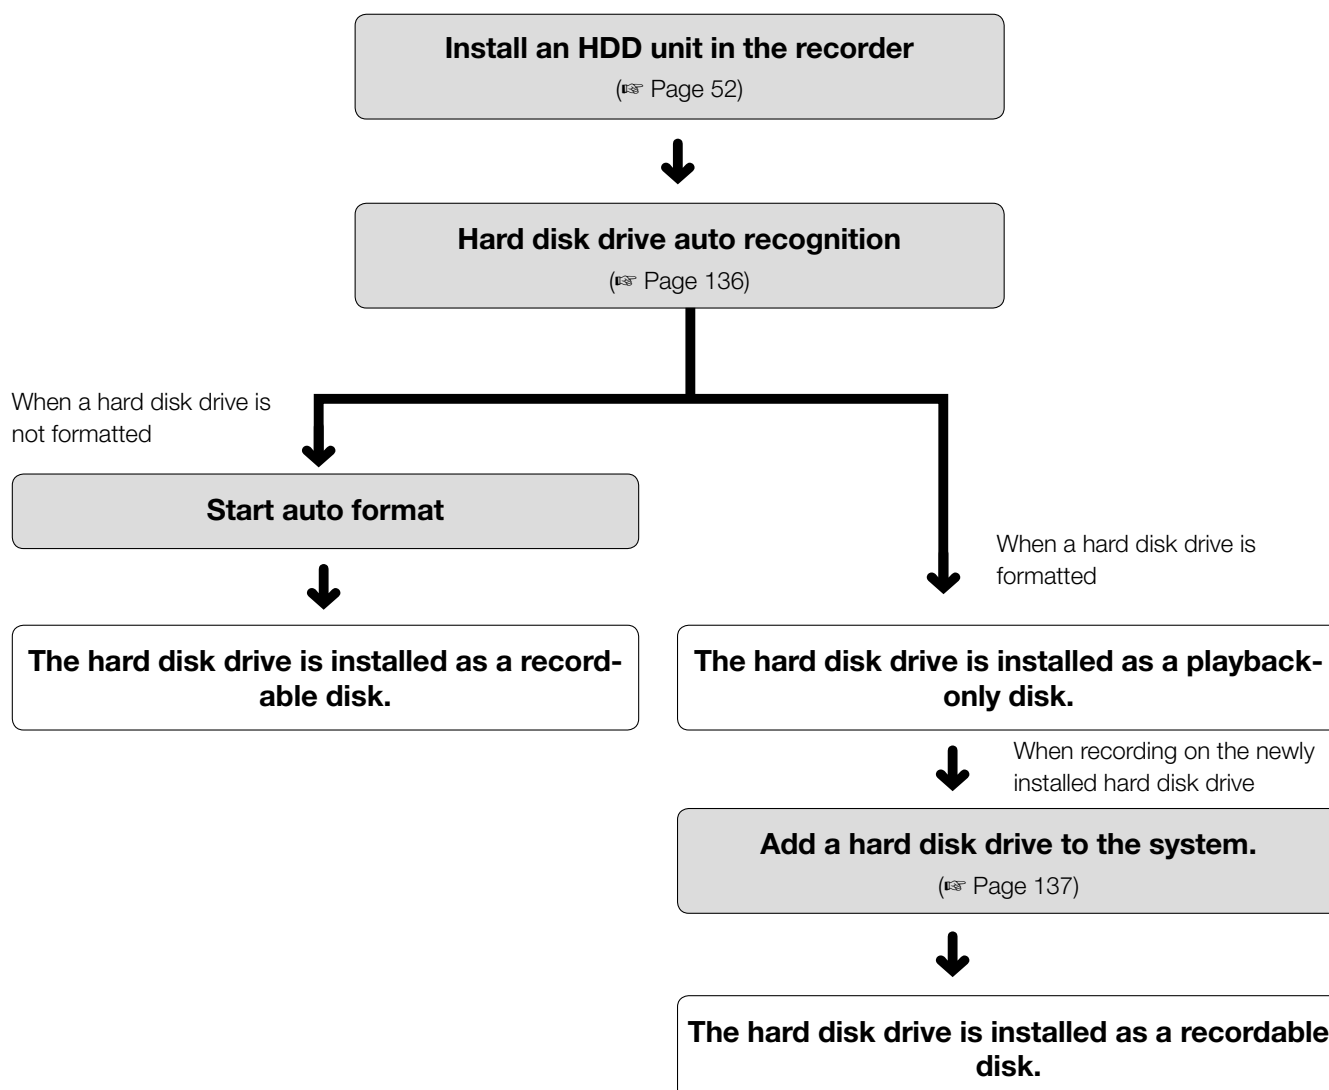 Install an HDD unit in the recorder
(☞ Page 52)
Hard disk drive auto recognition
(☞ Page 136)
When a hard disk drive is
not formatted
Start auto format
The hard disk drive is installed as a record-
able disk.
When a hard disk drive is
formatted
The hard disk drive is installed as a playback-
only disk.
When recording on the newly
installed hard disk drive
Add a hard disk drive to the system.
(☞ Page 137)
The hard disk drive is installed as a recordable
disk.